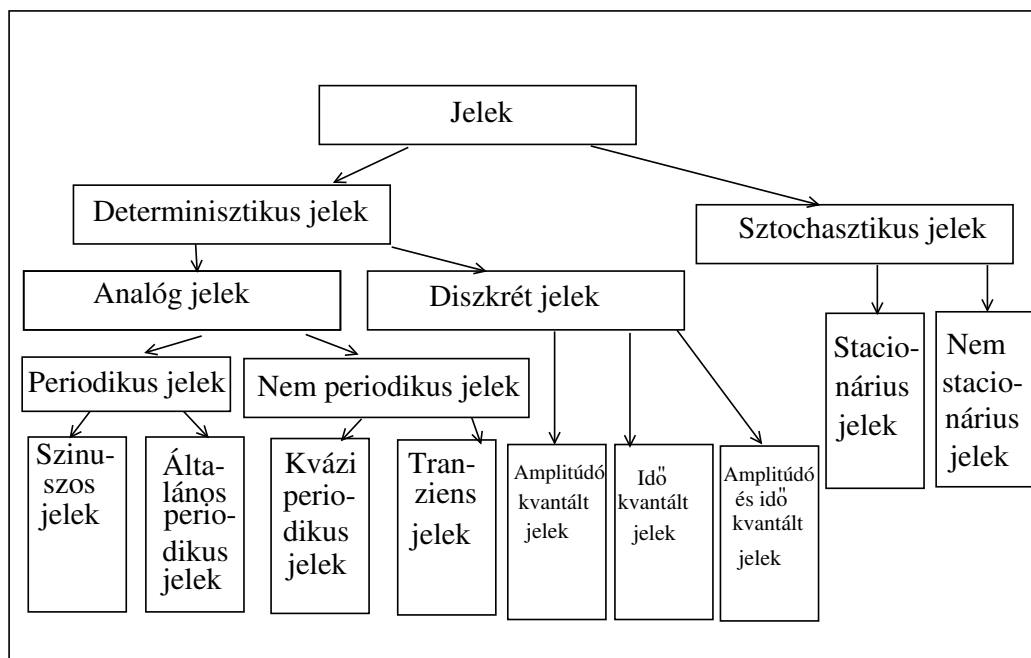 Jelek
Determinisztikus jelek
Sztochasztikus jelek
Analóg jelek
Diszkrét jelek
Periodikus jelek
Nem periodikus jelek
Stacio-
nárius
jelek
Nem
stacio-
nárius
jelek
Szinu-
szos
jelek
Álta-
lános
perio-
dikus
jelek
Kvázi
perio-
dikus
jelek
Tran-
ziens
jelek
Amplitúdó
kvantált
jelek
Idő
kvantált
jelek
Amplitúdó
és idő
kvantált
jelek